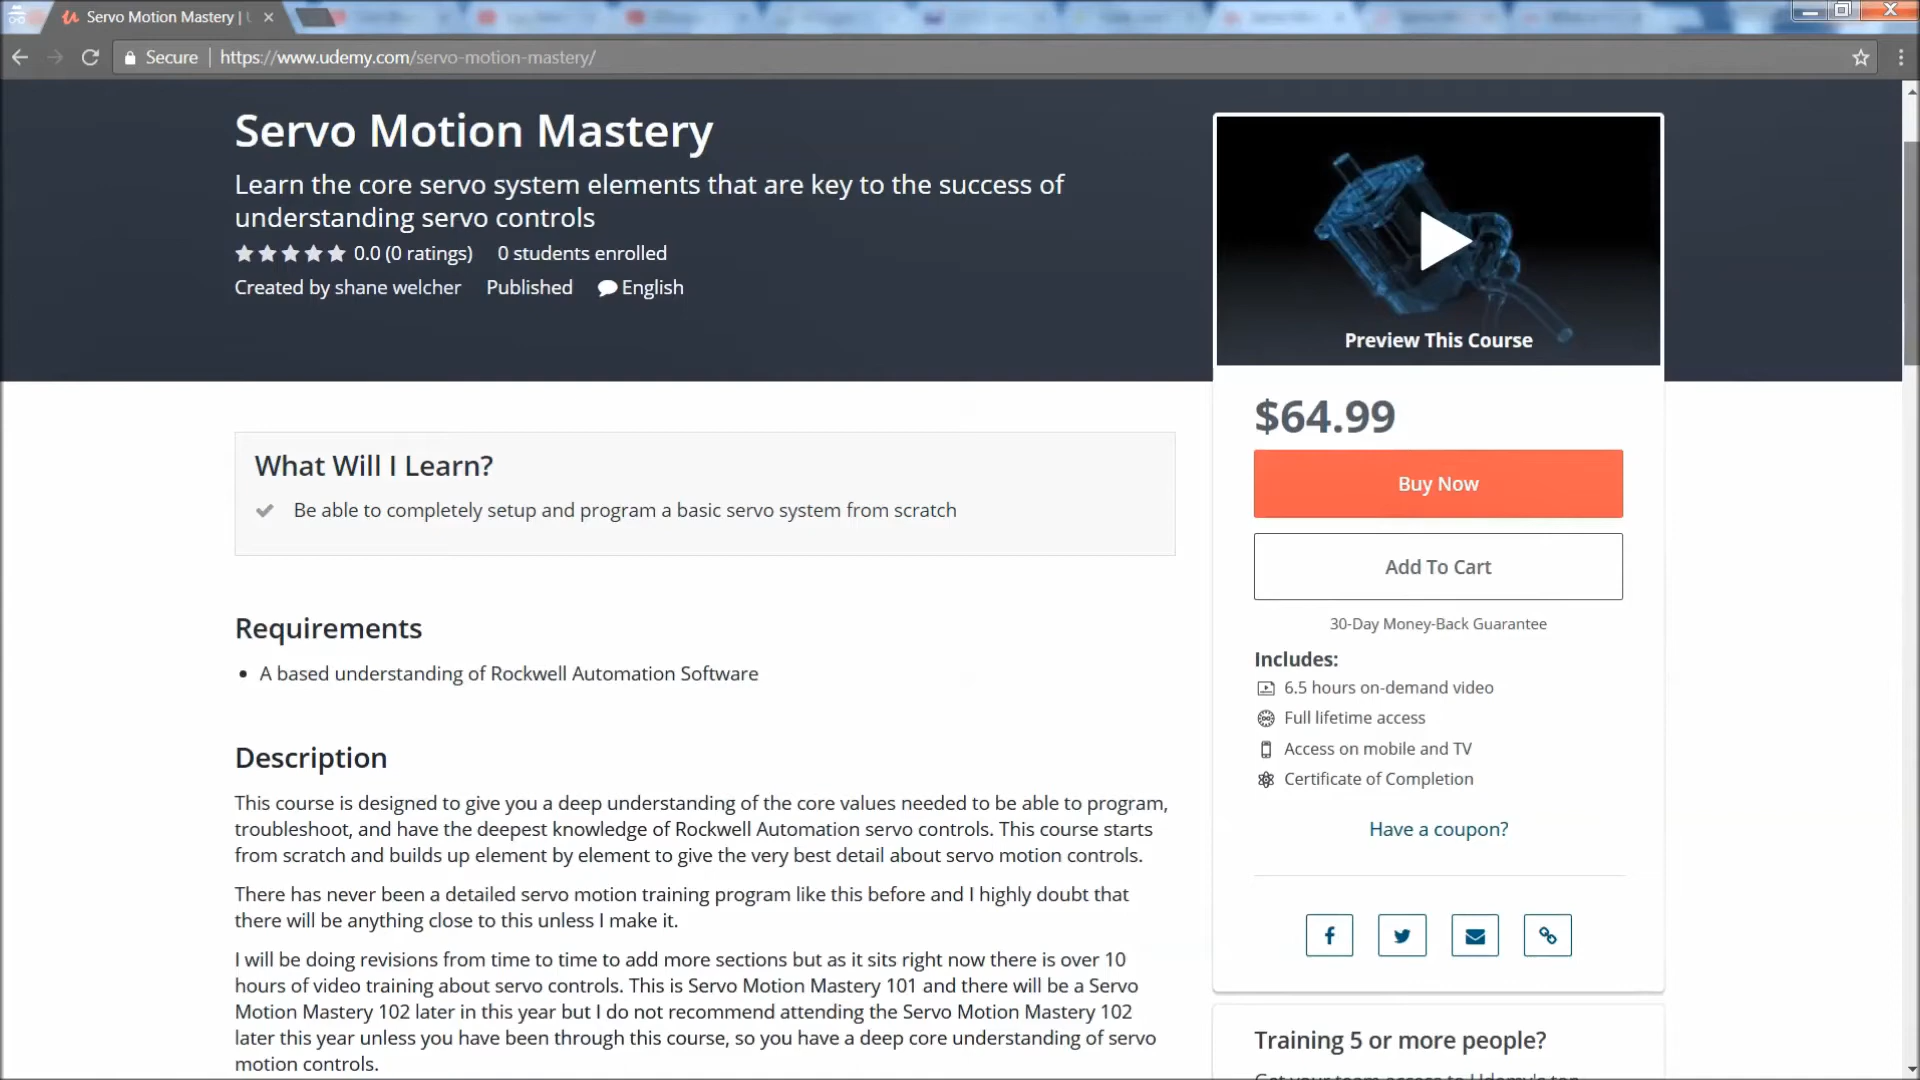 Servo Motion Mastery |
Secure
https://www.udemy.com/servo-motion-mastery/
Servo Motion Mastery
Learn the core servo system elements that are key to the success of
understanding servo controls
0.0 (0 ratings) 0 students enrolled
Created by shane welcher Published English
Preview This Course
$64.99
Buy Now
Add To Cart
30-Day Money-Back Guarantee
Includes:
6.5 hours on-demand video
Full lifetime access
Access on mobile and TV
Certificate of Completion
Have a coupon?
Training 5 or more people?
What Will I Learn?
Be able to completely setup and program a basic servo system from scratch
Requirements
• A based understanding of Rockwell Automation Software
Description
This course is designed to give you a deep understanding of the core values needed to be able to program,
troubleshoot, and have the deepest knowledge of Rockwell Automation servo controls. This course starts
from scratch and builds up element by element to give the very best detail about servo motion controls.
There has never been a detailed servo motion training program like this before and I highly doubt that
there will be anything close to this unless I make it.
I will be doing revisions from time to time to add more sections but as it sits right now there is over 10
hours of video training about servo controls. This is Servo Motion Mastery 101 and there will be a Servo
Motion Mastery 102 later in this year but I do not recommend attending the Servo Motion Mastery 102
later this year unless you have been through this course, so you have a deep core understanding of servo
motion controls.